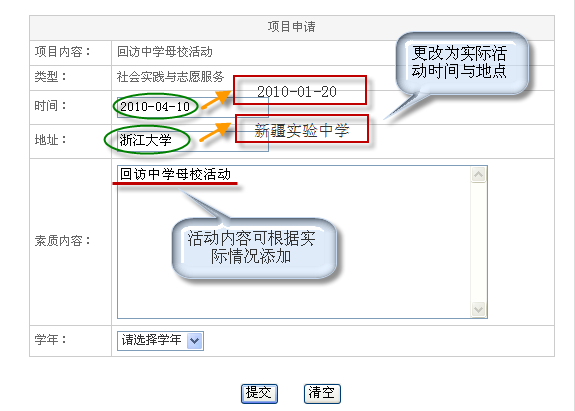 项目申请
更改为实际活
动时间与地点
项目内容： 回访中学母校活动
类型： 社会实践与志愿服务
2010-01-20
时间： 2010-04-10
新疆实验中学
地址： 浙江大学
回访中学母校活动
活动内容可根据实
际情况添加
素质内容：
学年： 请选择学年
提交 清空